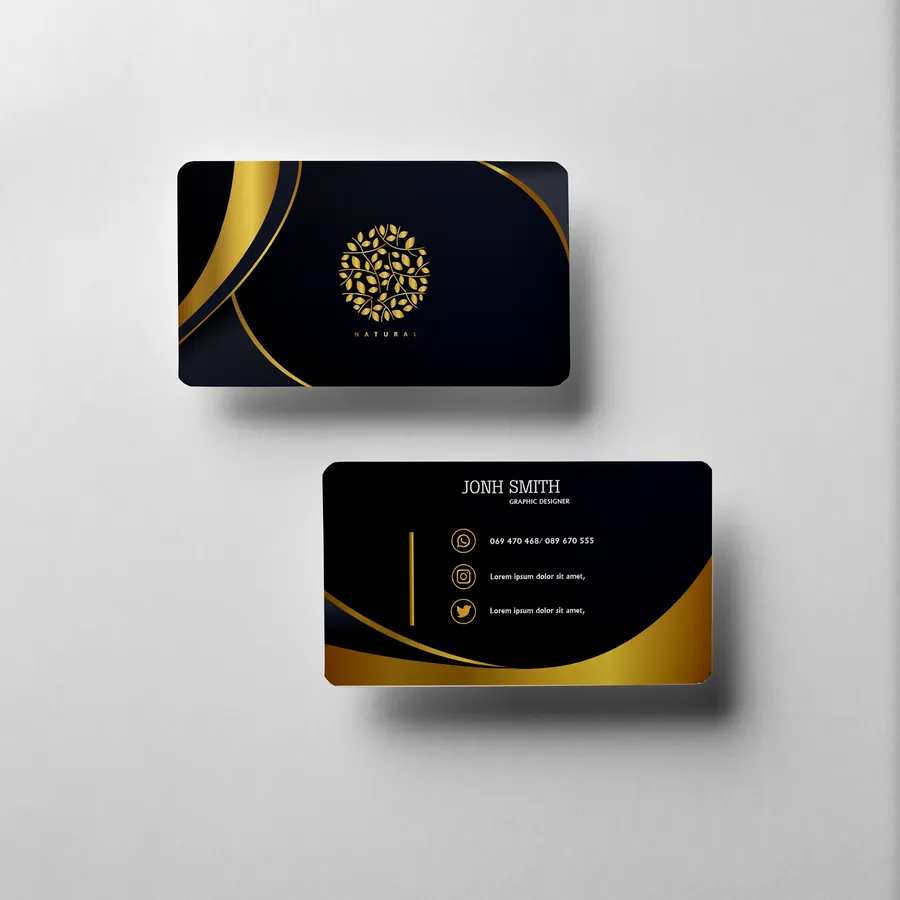 NATURAL
JONH SMITH
GRAPHIC DESIGNER
069 470 468/ 089 670 555
Lorem ipsum dolor sit amet,
Lorem ipsum dolor sit amet,